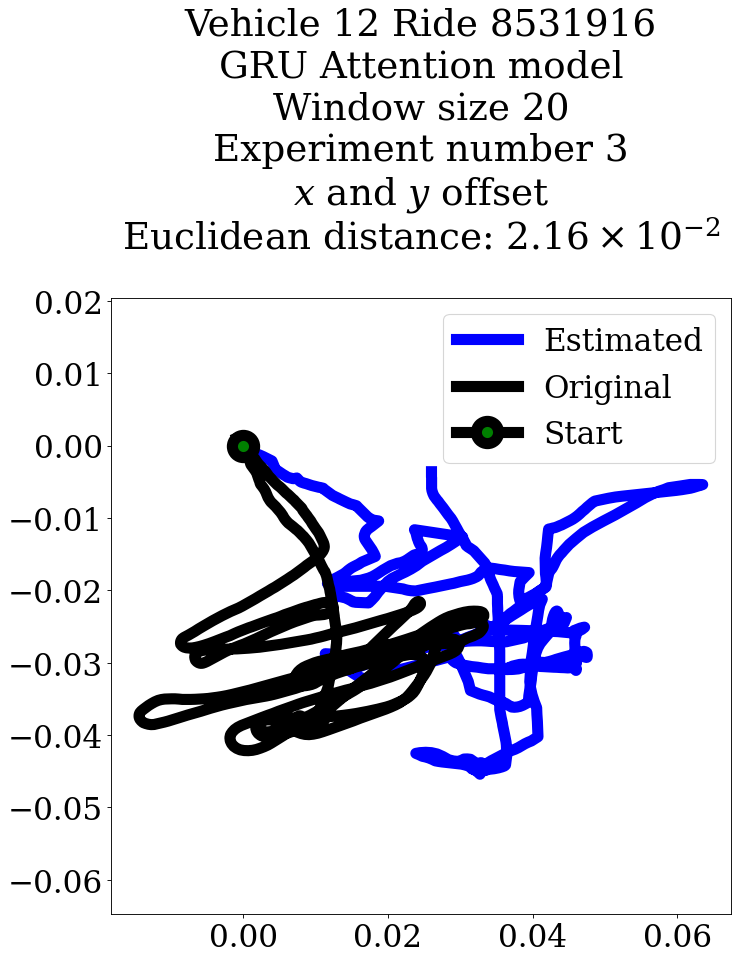 Vehicle 12 Ride 8531916
GRU Attention model
Window size 20
Experiment number 3
x and y offset
Euclidean distance: 2.16 × 10⁻²
Estimated
Original
Start
0.02
0.01
0.00
−0.01
−0.02
−0.03
−0.04
−0.05
−0.06
0.00 0.02 0.04 0.06